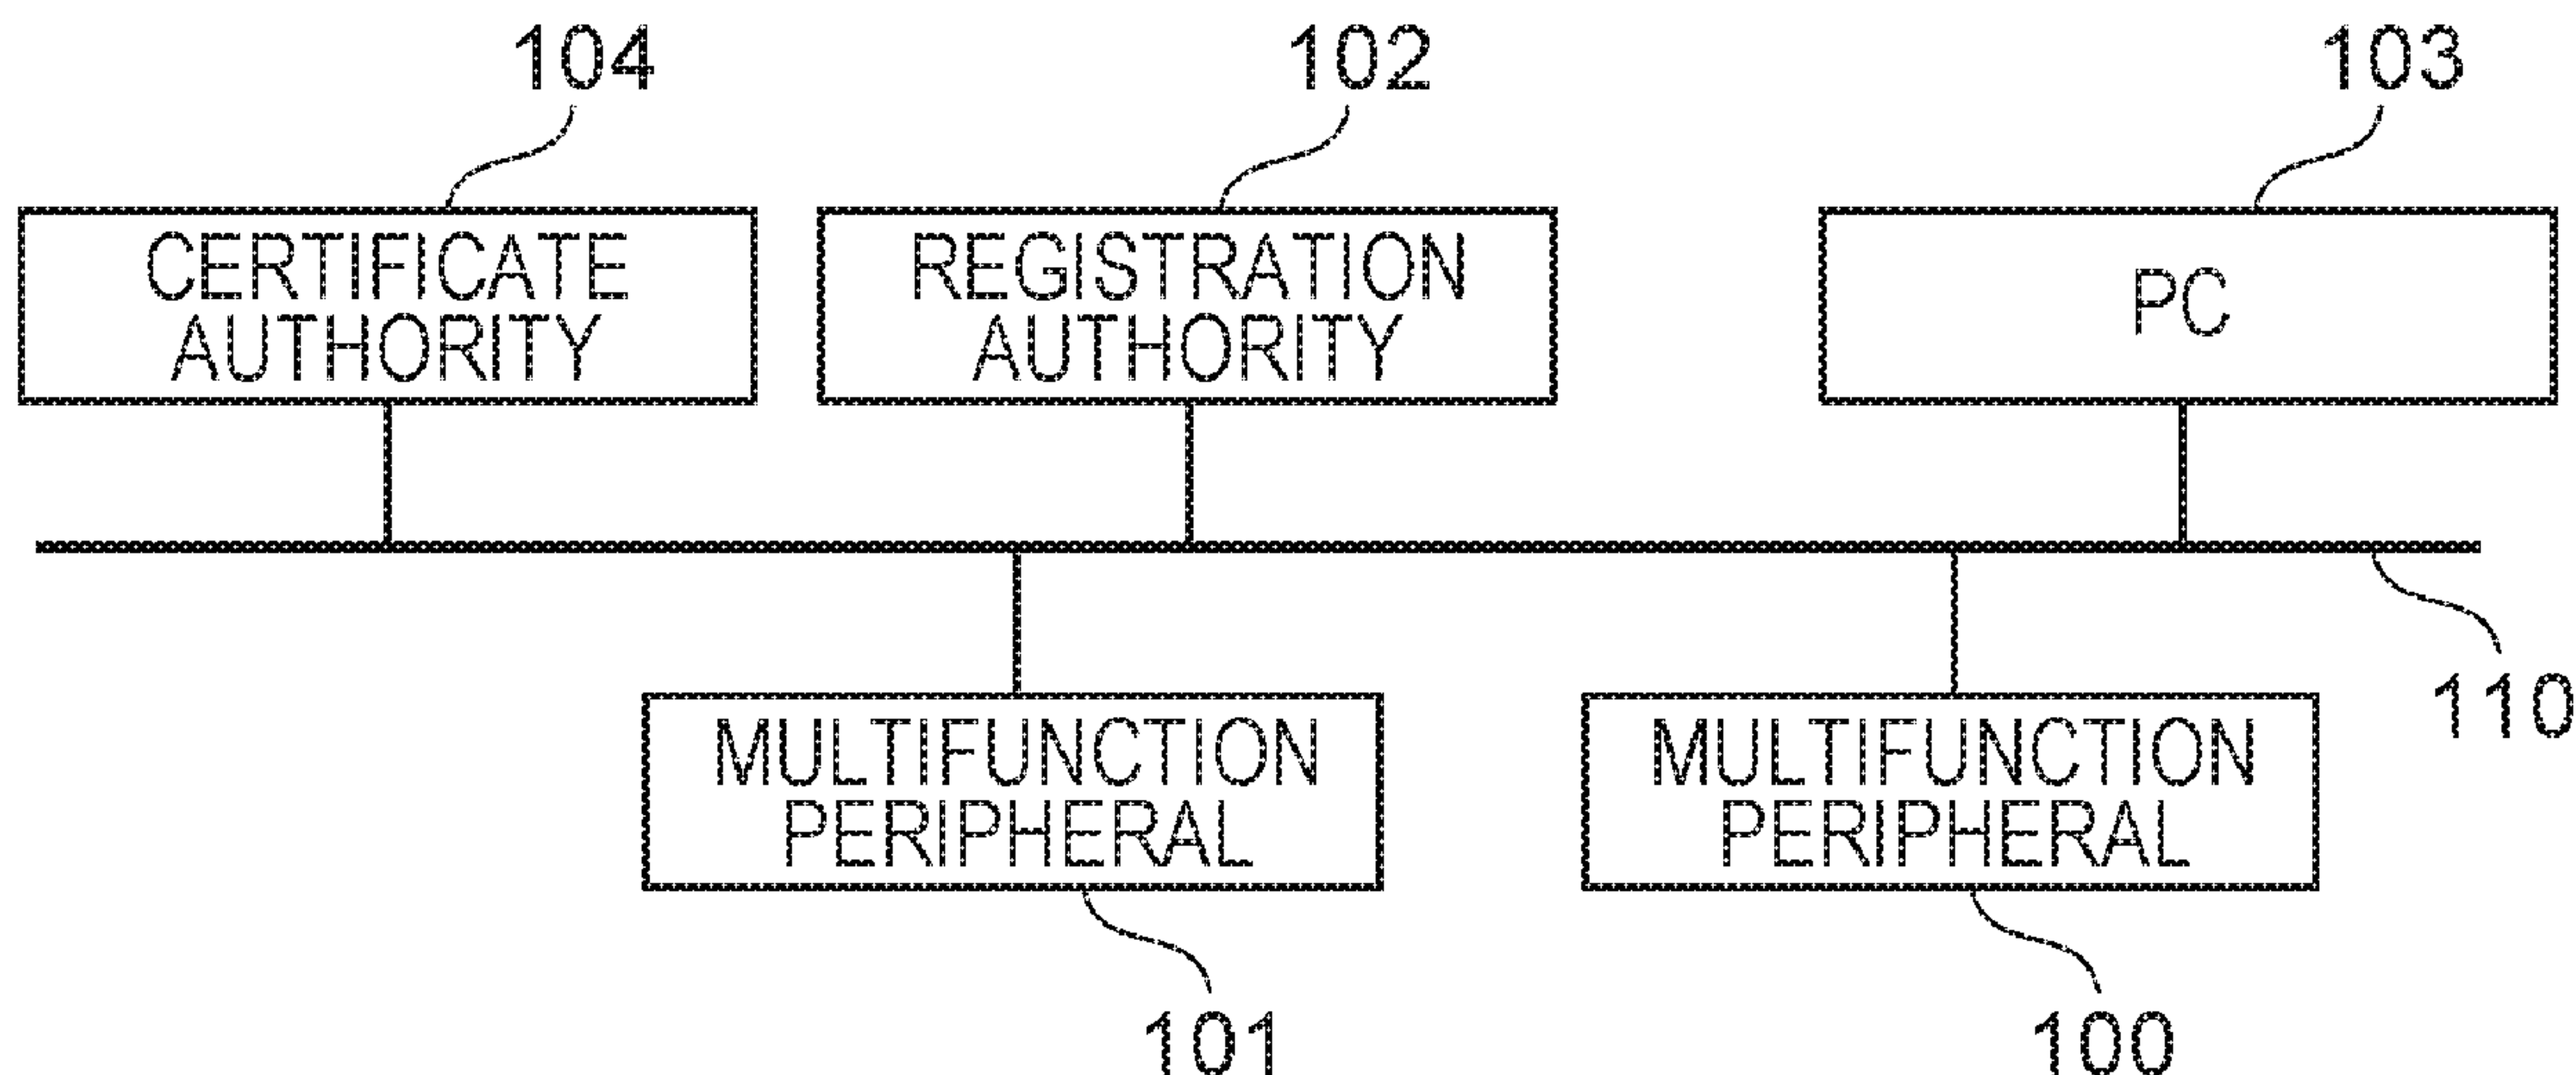 104
102
103
CERTIFICATE
AUTHORITY
REGISTRATION
AUTHORITY
PC
110
MULTIFUNCTION
PERIPHERAL
MULTIFUNCTION
PERIPHERAL
101
100